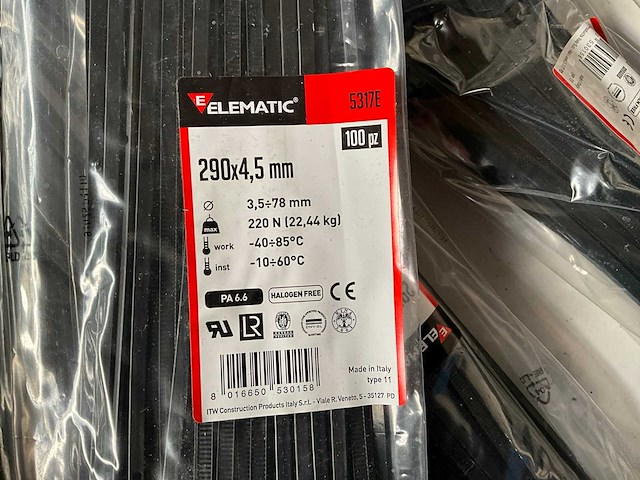 ELEMATIC®
5317E
100 pz
290x4,5 mm
3,5÷78 mm
max 220 N (22,44 kg)
work -40÷85°C
inst -10÷60°C
PA 6.6 HALOGEN FREE CE
LR
8 016650 530158
Made in Italy
type 11
ITW Construction Products Italy S.r.L - Viale R. Veneto, 5 - 35127 PD
ELEM